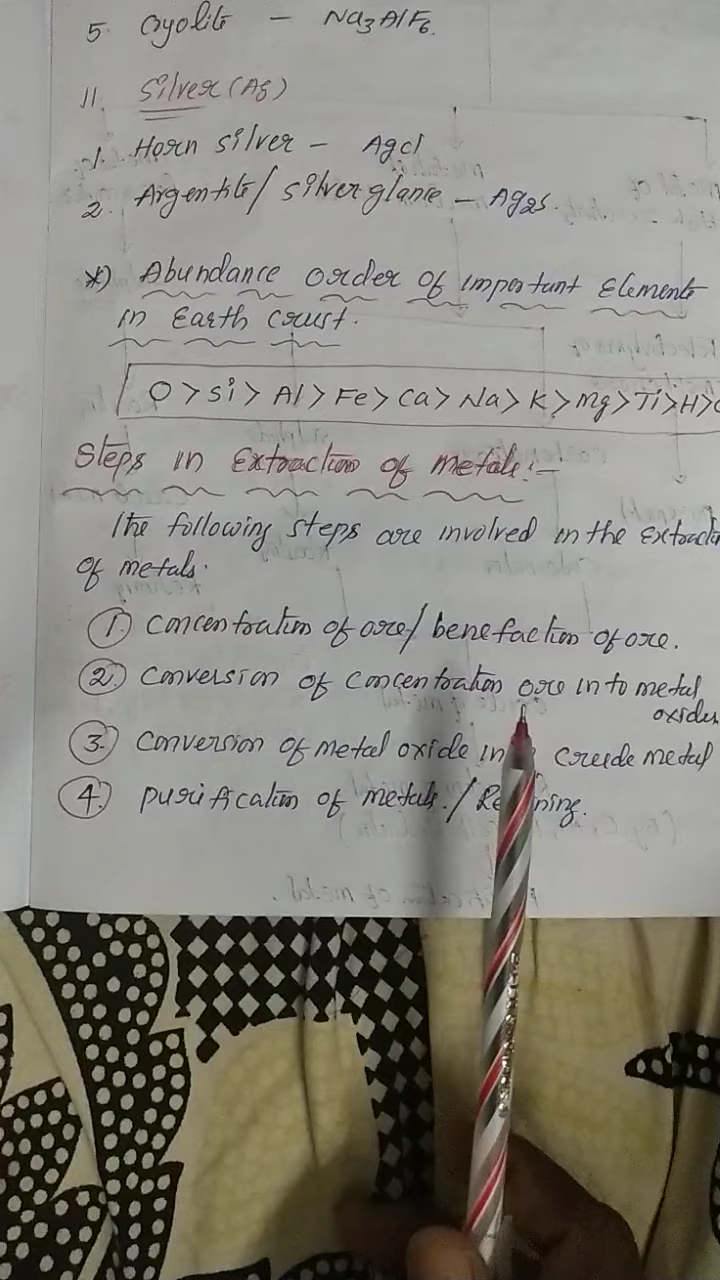 5. Cryolite - Na3AlF6.
11. Silver (Ag)
1. Horn silver - Agcl
2. Argentite/ silver glance - Ag2s.
*) Abundance order of important Elements
in Earth crust.
O > Si > Al > Fe > Ca > Na > K > Mg > Ti > H >
Steps in Extraction of metals:-
The following steps are involved in the
of metals.
1. Concentration of ore/ benefaction of ore.
2. Conversion of concentration ore in to metal
oxides
3. Conversion of metal oxide in crude metal
4. Purification of metals./